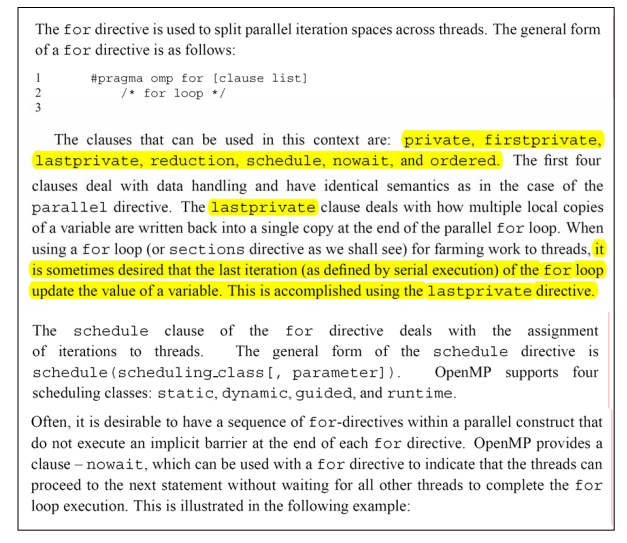 The for directive is used to split parallel iteration spaces across threads. The general form
of a for directive is as follows:
1 #pragma omp for [clause list]
2 /* for loop */
3
The clauses that can be used in this context are: private, firstprivate,
lastprivate, reduction, schedule, nowait, and ordered. The first four
clauses deal with data handling and have identical semantics as in the case of the
parallel directive. The lastprivate clause deals with how multiple local copies
of a variable are written back into a single copy at the end of the parallel for loop. When
using a for loop (or sections directive as we shall see) for farming work to threads, it
is sometimes desired that the last iteration (as defined by serial execution) of the for loop
update the value of a variable. This is accomplished using the lastprivate directive.
The schedule clause of the for directive deals with the assignment
of iterations to threads. The general form of the schedule directive is
schedule(scheduling_class[, parameter]). OpenMP supports four
scheduling classes: static, dynamic, guided, and runtime.
Often, it is desirable to have a sequence of for-directives within a parallel construct that
do not execute an implicit barrier at the end of each for directive. OpenMP provides a
clause – nowait, which can be used with a for directive to indicate that the threads can
proceed to the next statement without waiting for all other threads to complete the for
loop execution. This is illustrated in the following example: